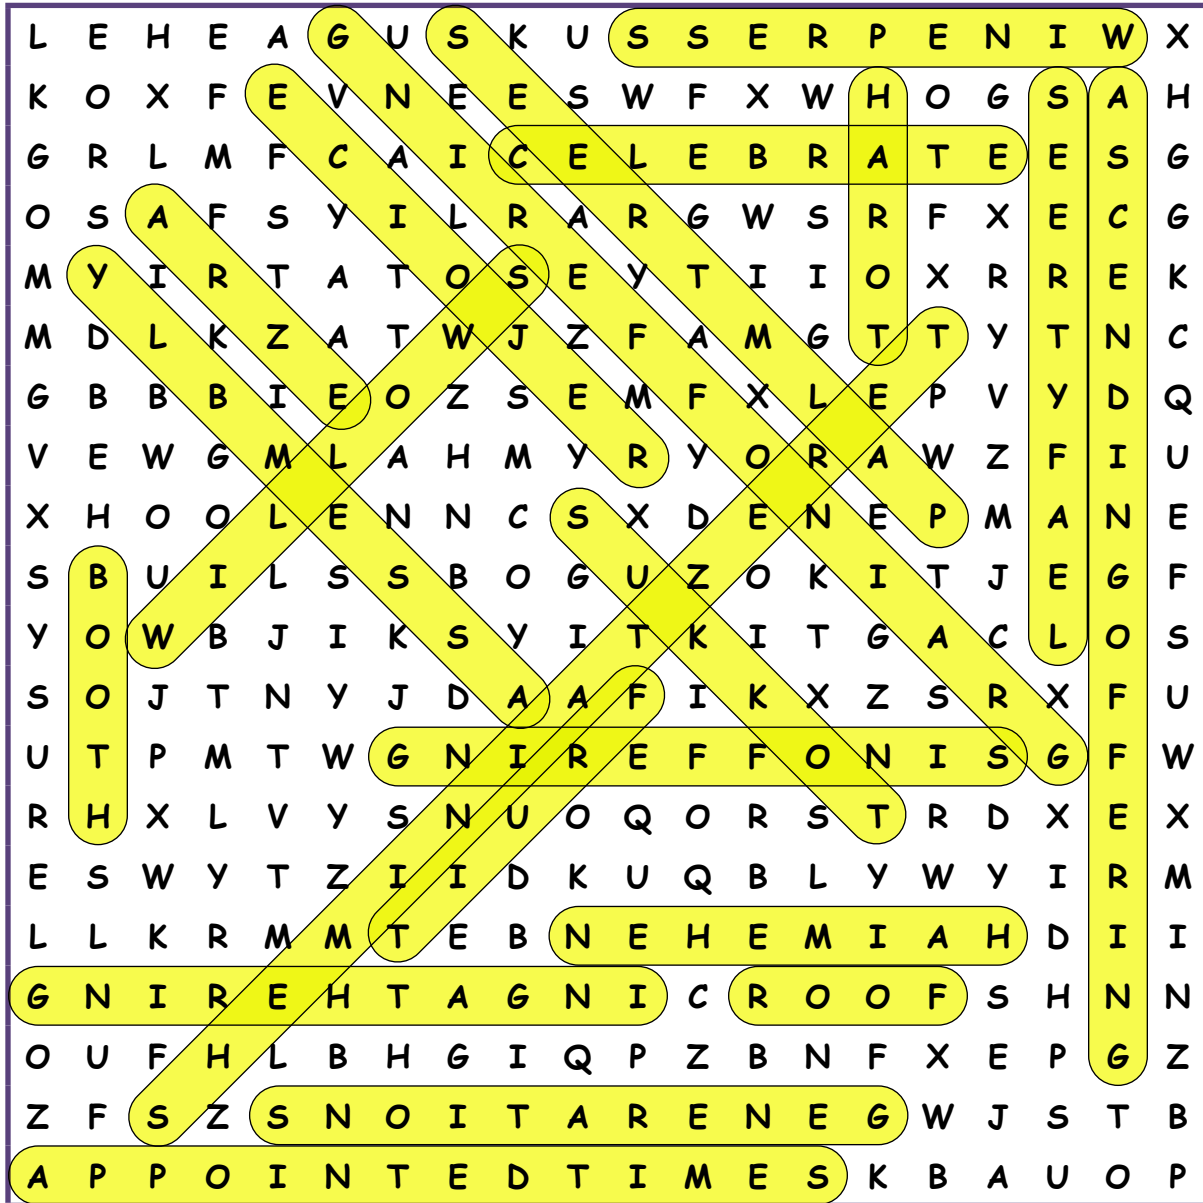 L E H E A G U S K U S S E R P E N I W X
K O X F E V N E E S W F X W H O G S A H
G R L M F C A I C E L E B R A T E E S G
O S A F S Y I L R A R G W S R F X E C G
M Y I R T A T O S E Y T I I O X R R E K
M D L K Z A T W J Z F A M G T T Y T N C
G B B B I E O Z S E M F X L E P V Y D Q
V E W G M L A H M Y R Y O R A W Z F I U
X H O O L E N N C S X D E N E P M A N E
S B U I L S S B O G U Z O K I T J E G F
Y O W B J I K S Y I T K I T G A C L O S
S O J T N Y J D A A F I K X Z S R X F U
U T P M T W G N I R E F F O N I S G F W
R H X L V Y S N U O Q O R S T R D X E X
E S W Y T Z I I D K U Q B L Y W Y I R M
L L K R M M T E B N E H E M I A H D I I
G N I R E H T A G N I C R O O F S H N N
O U F H L B H G I Q P Z B N F X E P G Z
Z F S Z S N O I T A R E N E G W J S T B
A P P O I N T E D T I M E S K B A U O P